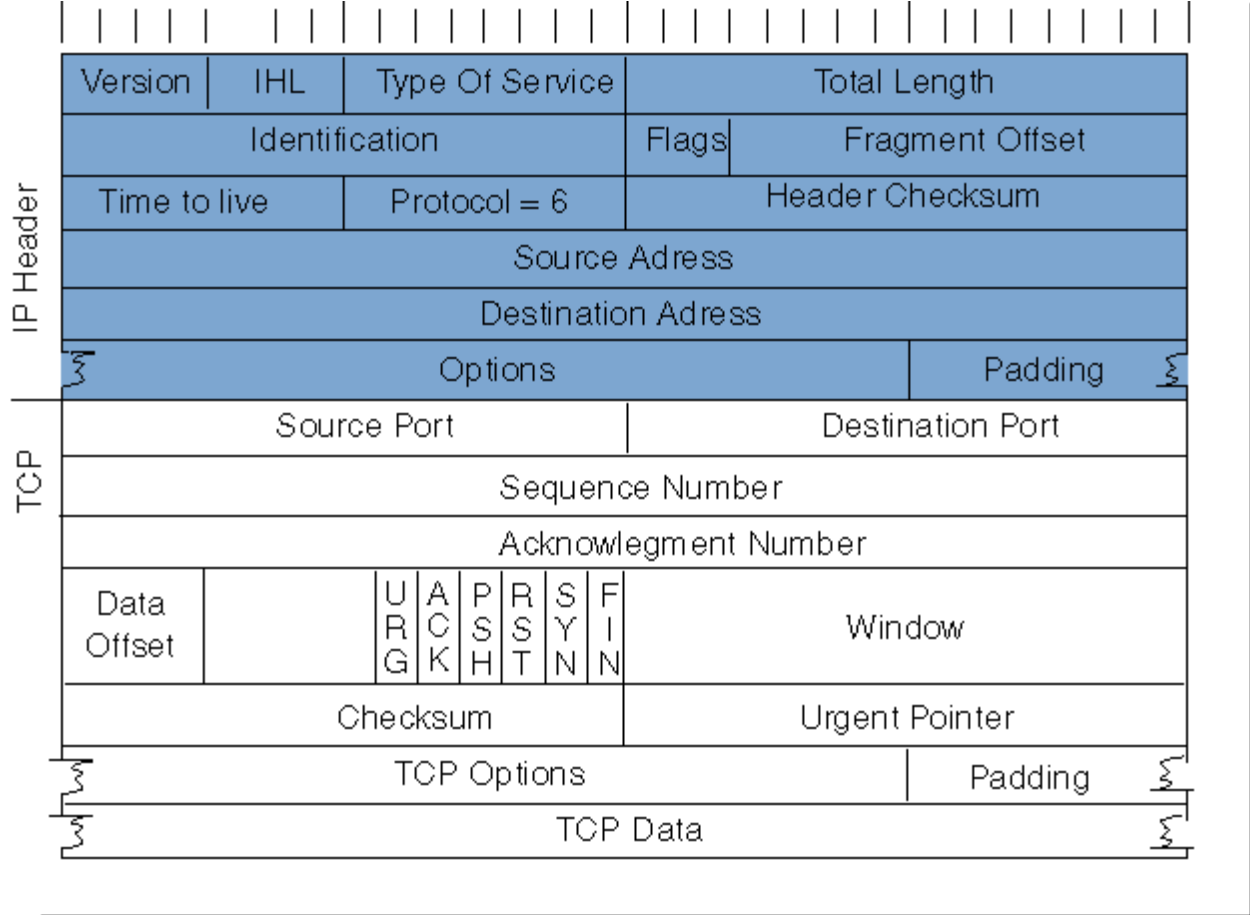 Version IHL Type Of Service Total Length
Identification Flags Fragment Offset
Time to live Protocol = 6 Header Checksum
Source Adress
Destination Adress
Options Padding
IP Header
Source Port Destination Port
Sequence Number
Acknowlegment Number
Data Offset URG ACK PSH RST SYN FIN Window
Checksum Urgent Pointer
TCP Options Padding
TCP Data
TCP